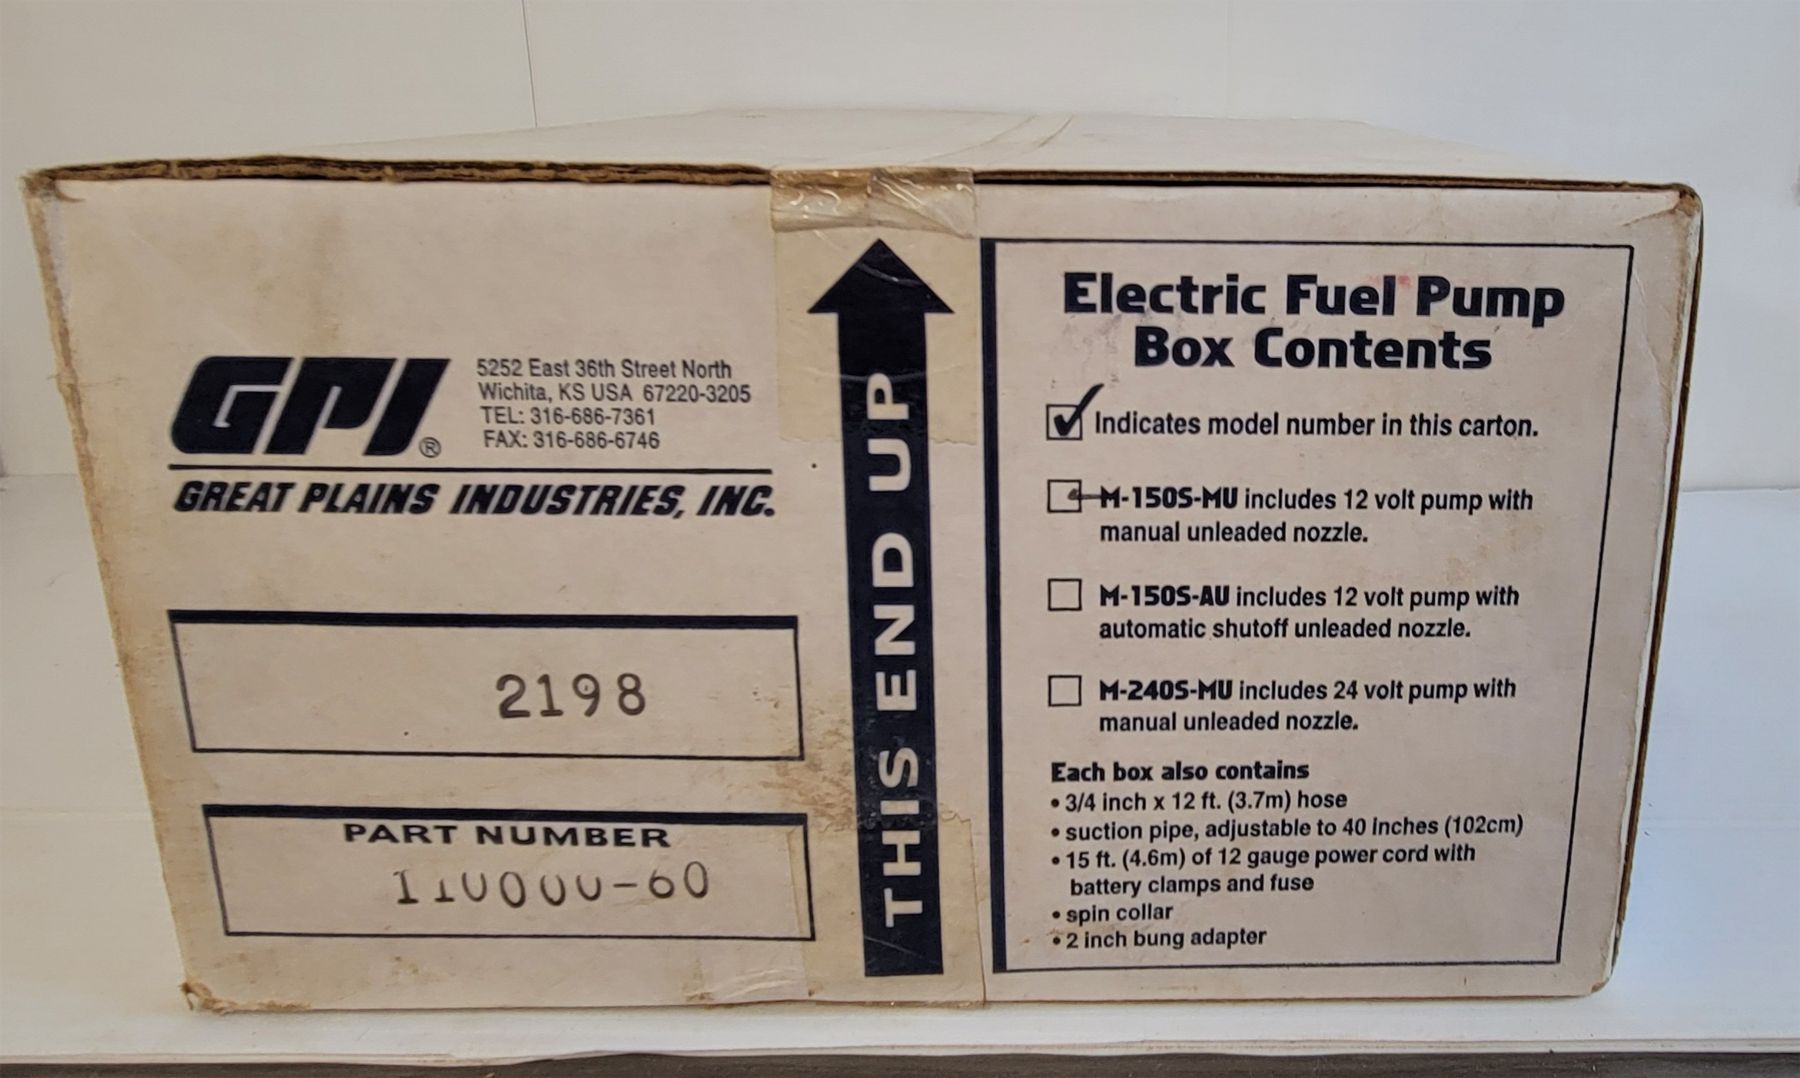 GPI®
5252 East 36th Street North
Wichita, KS USA 67220-3205
TEL: 316-686-7361
FAX: 316-686-6746
GREAT PLAINS INDUSTRIES, INC.
2198
PART NUMBER
110000-60
THIS END UP
Electric Fuel Pump
Box Contents
Indicates model number in this carton.
M-150S-MU includes 12 volt pump with
manual unleaded nozzle.
M-150S-AU includes 12 volt pump with
automatic shutoff unleaded nozzle.
M-240S-MU includes 24 volt pump with
manual unleaded nozzle.
Each box also contains
• 3/4 inch x 12 ft. (3.7m) hose
• suction pipe, adjustable to 40 inches (102cm)
• 15 ft. (4.6m) of 12 gauge power cord with
battery clamps and fuse
• spin collar
• 2 inch bung adapter